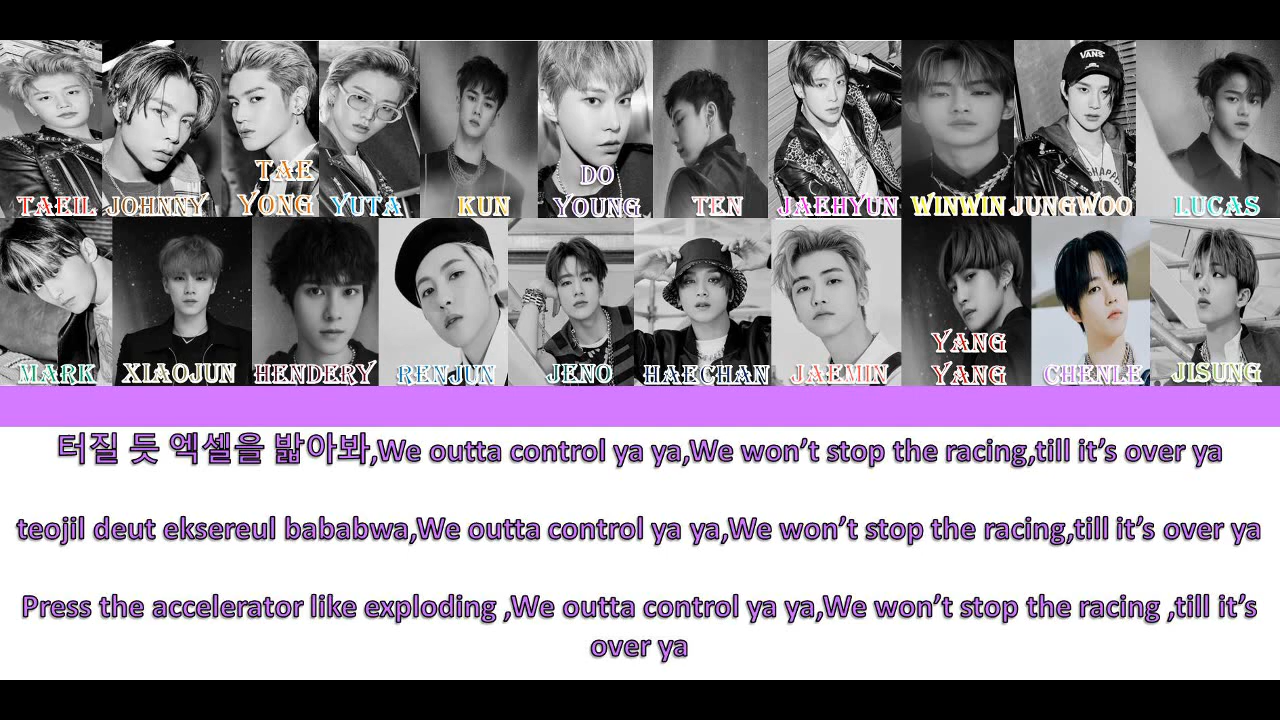 VANS
TAEIL JOHNNY TAE YONG YUTA KUN DO YOUNG TEN JAEHYUN WINWIN JUNGWOO LUCAS
MARK XIAOJUN HENDERY RENJUN JENO HAECHAN JAEMIN YANG YANG CHENLE JISUNG
터질 듯 엑셀을 밟아봐,We outta control ya ya,We won’t stop the racing,till it’s over ya
teojil deut eksereul bababwa,We outta control ya ya,We won’t stop the racing,till it’s over ya
Press the accelerator like exploding ,We outta control ya ya,We won’t stop the racing ,till it’s
over ya